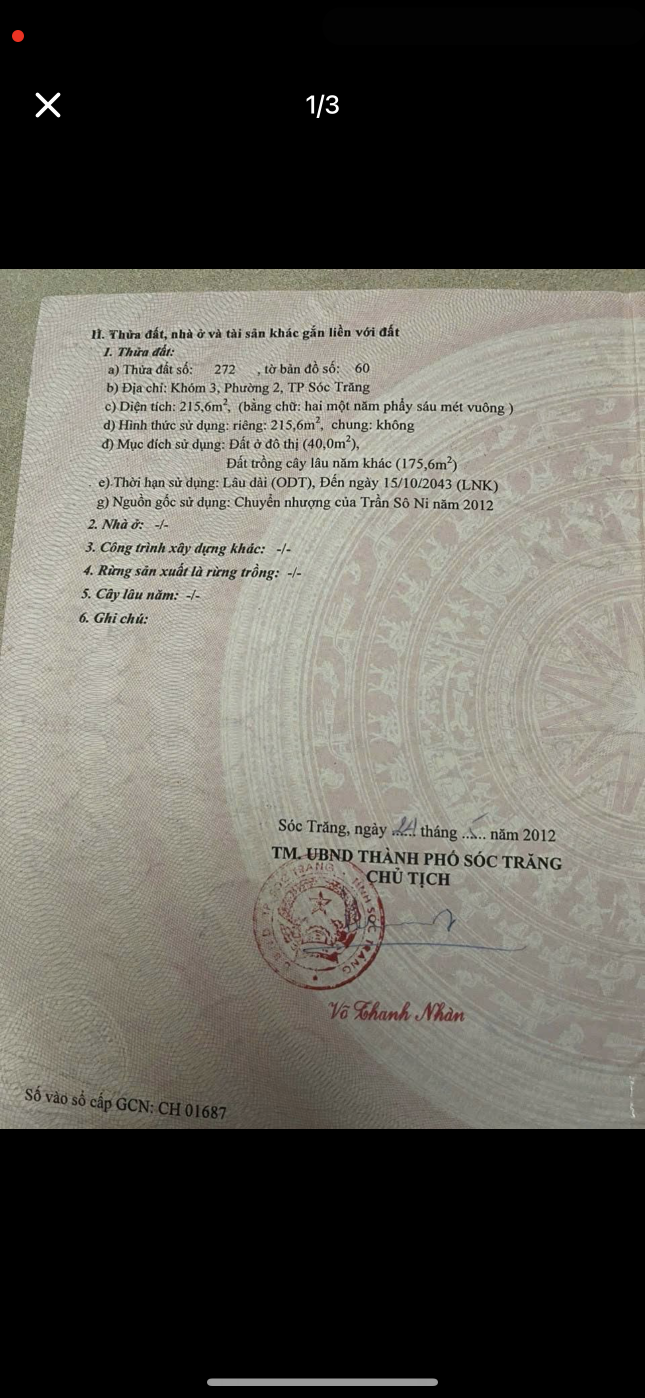 1/3
II. Thửa đất, nhà ở và tài sản khác gắn liền với đất
1. Thửa đất:
a) Thửa đất số: 272 , tờ bản đồ số: 60
b) Địa chỉ: Khóm 3, Phường 2, TP Sóc Trăng
c) Diện tích: 215,6m², (bằng chữ: hai một năm phẩy sáu mét vuông )
d) Hình thức sử dụng: riêng: 215,6m², chung: không
đ) Mục đích sử dụng: Đất ở đô thị (40,0m²),
Đất trồng cây lâu năm khác (175,6m²)
e) Thời hạn sử dụng: Lâu dài (ODT), Đến ngày 15/10/2043 (LNK)
g) Nguồn gốc sử dụng: Chuyển nhượng của Trần Sô Ni năm 2012
2. Nhà ở: -/-
3. Công trình xây dựng khác: -/-
4. Rừng sản xuất là rừng trồng: -/-
5. Cây lâu năm: -/-
6. Ghi chú:
Sóc Trăng, ngày ...... tháng .5... năm 2012
TM. UBND THÀNH PHỐ SÓC TRĂNG
CHỦ TỊCH
TỈNH SÓC TRĂNG
Võ Thanh Nhàn
Số vào sổ cấp GCN: CH 01687